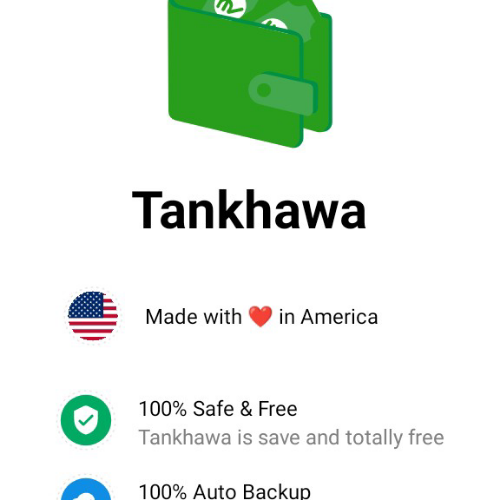 Tankhawa
Made with ❤️ in America
100% Safe & Free
Tankhawa is save and totally free
100% Auto Backup